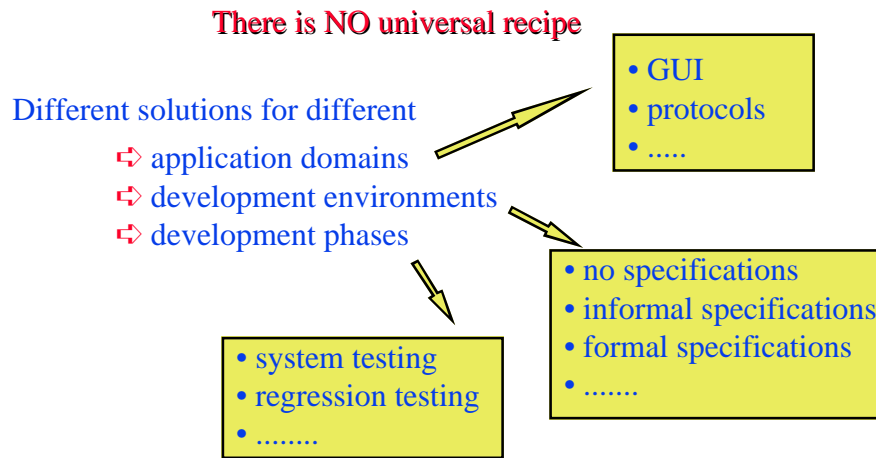 There is NO universal recipe
Different solutions for different
➪ application domains
➪ development environments
➪ development phases
• GUI
• protocols
• .....
• no specifications
• informal specifications
• formal specifications
• .......
• system testing
• regression testing
• ........